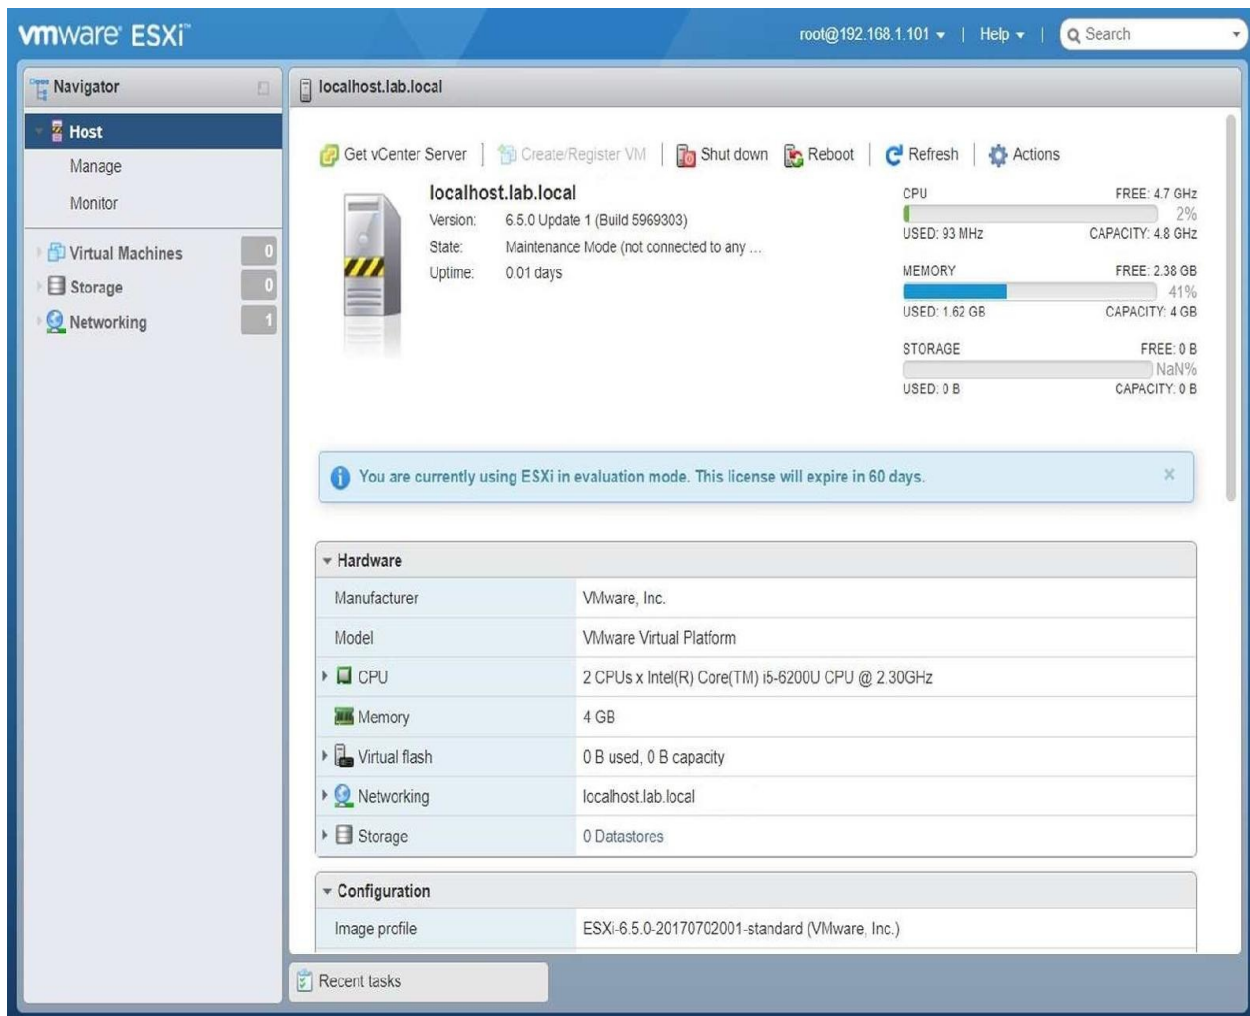 vmware ESXi™
root@192.168.1.101 | Help | Search
Navigator
Host
Manage
Monitor
Virtual Machines 0
Storage 0
Networking 1
localhost.lab.local
Get vCenter Server | Create/Register VM | Shut down Reboot | Refresh | Actions
localhost.lab.local
Version: 6.5.0 Update 1 (Build 5969303)
State: Maintenance Mode (not connected to any ...
Uptime: 0.01 days
CPU FREE: 4.7 GHz
2%
USED: 93 MHz CAPACITY: 4.8 GHz
MEMORY FREE: 2.38 GB
41%
USED: 1.62 GB CAPACITY: 4 GB
STORAGE FREE: 0 B
NaN%
USED: 0 B CAPACITY: 0 B
You are currently using ESXi in evaluation mode. This license will expire in 60 days. ×
Hardware
Manufacturer VMware, Inc.
Model VMware Virtual Platform
CPU 2 CPUs x Intel(R) Core(TM) i5-6200U CPU @ 2.30GHz
Memory 4 GB
Virtual flash 0 B used, 0 B capacity
Networking localhost.lab.local
Storage 0 Datastores
Configuration
Image profile ESXi-6.5.0-20170702001-standard (VMware, Inc.)
Recent tasks